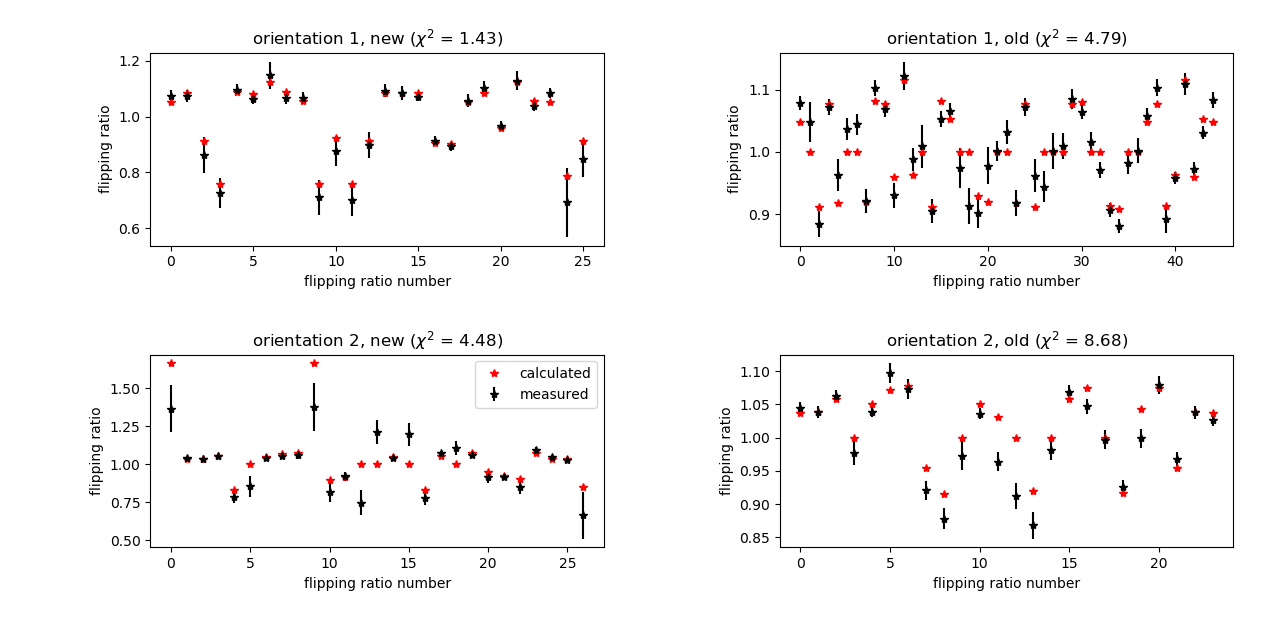 orientation 1, new (χ² = 1.43)
flipping ratio
1.2
1.0
0.8
0.6
0 5 10 15 20 25
flipping ratio number
orientation 1, old (χ² = 4.79)
flipping ratio
1.1
1.0
0.9
0 10 20 30 40
flipping ratio number
orientation 2, new (χ² = 4.48)
calculated
measured
flipping ratio
1.50
1.25
1.00
0.75
0.50
0 5 10 15 20 25
flipping ratio number
orientation 2, old (χ² = 8.68)
flipping ratio
1.10
1.05
1.00
0.95
0.90
0.85
0 5 10 15 20
flipping ratio number